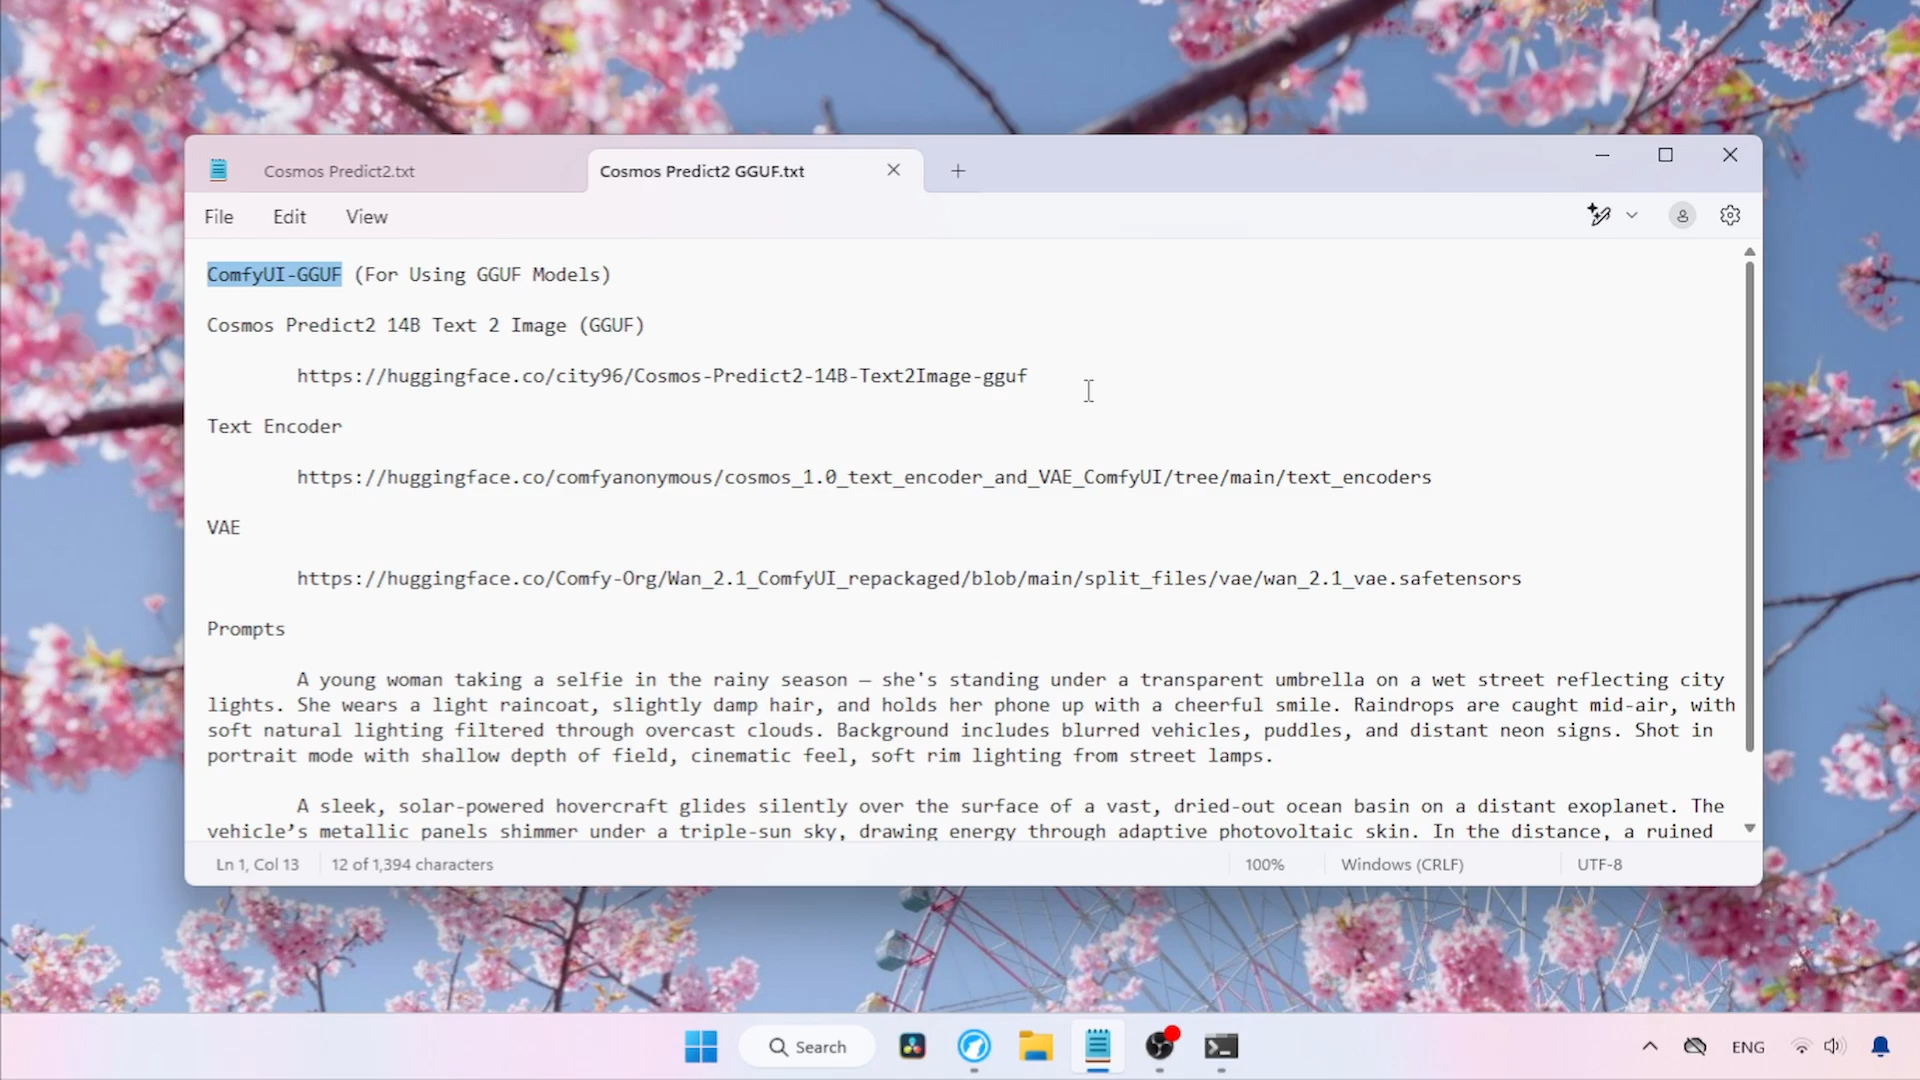 Cosmos Predict2.txt
Cosmos Predict2 GGUF.txt
File Edit View
ComfyUI-GGUF (For Using GGUF Models)
Cosmos Predict2 14B Text 2 Image (GGUF)
https://huggingface.co/city96/Cosmos-Predict2-14B-Text2Image-gguf
Text Encoder
https://huggingface.co/comfyanonymous/cosmos_1.0_text_encoder_and_VAE_ComfyUI/tree/main/text_encoders
VAE
https://huggingface.co/Comfy-Org/Wan_2.1_ComfyUI_repackaged/blob/main/split_files/vae/wan_2.1_vae.safetensors
Prompts
A young woman taking a selfie in the rainy season — she's standing under a transparent umbrella on a wet street reflecting city
lights. She wears a light raincoat, slightly damp hair, and holds her phone up with a cheerful smile. Raindrops are caught mid-air, with
soft natural lighting filtered through overcast clouds. Background includes blurred vehicles, puddles, and distant neon signs. Shot in
portrait mode with shallow depth of field, cinematic feel, soft rim lighting from street lamps.
A sleek, solar-powered hovercraft glides silently over the surface of a vast, dried-out ocean basin on a distant exoplanet. The
vehicle’s metallic panels shimmer under a triple-sun sky, drawing energy through adaptive photovoltaic skin. In the distance, a ruined
Ln 1, Col 13 12 of 1,394 characters 100% Windows (CRLF) UTF-8
Search ENG